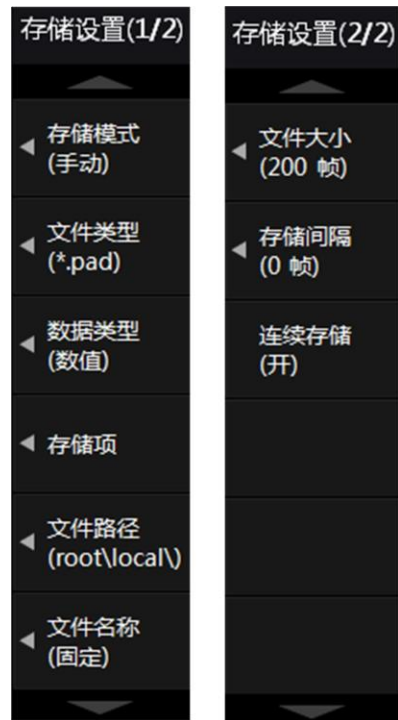 存储设置(1/2)
存储模式
(手动)
文件类型
(*.pad)
数据类型
(数值)
存储项
文件路径
(root\local\)
文件名称
(固定)
存储设置(2/2)
文件大小
(200 帧)
存储间隔
(0 帧)
连续存储
(开)